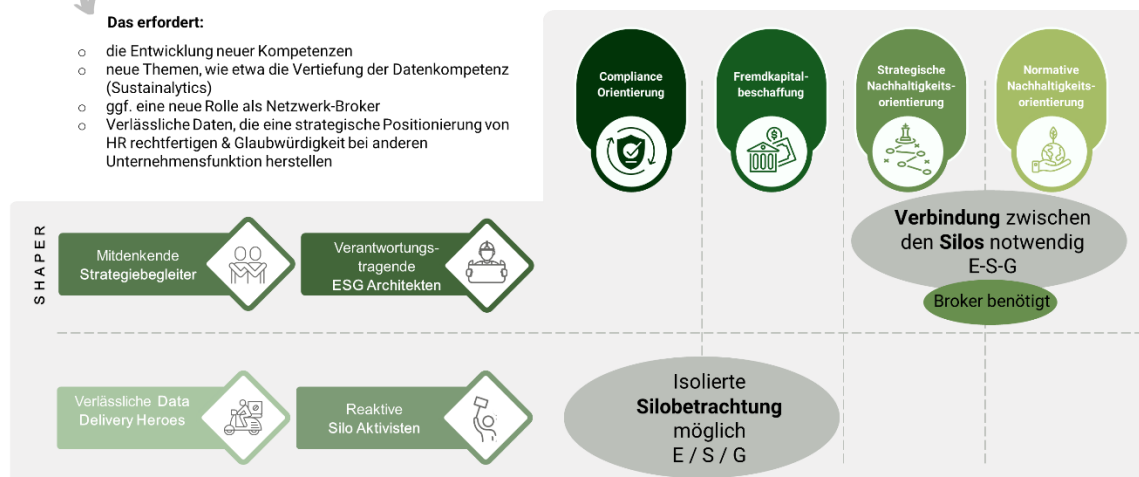 Das erfordert:
die Entwicklung neuer Kompetenzen
neue Themen, wie etwa die Vertiefung der Datenkompetenz
(Sustainalytics)
ggf. eine neue Rolle als Netzwerk-Broker
Verlässliche Daten, die eine strategische Positionierung von
HR rechtfertigen & Glaubwürdigkeit bei anderen
Unternehmensfunktion herstellen
Compliance
Orientierung
Fremdkapital-
beschaffung
Strategische
Nachhaltigkeits-
orientierung
Normative
Nachhaltigkeits-
orientierung
SHAPER
Mitdenkende
Strategiebegleiter
Verantwortungs-
tragende
ESG Architekten
Verbindung zwischen
den Silos notwendig
E-S-G
Broker benötigt
Verlässliche Data
Delivery Heroes
Reaktive
Silo Aktivisten
Isolierte
Silobetrachtung
möglich
E / S / G